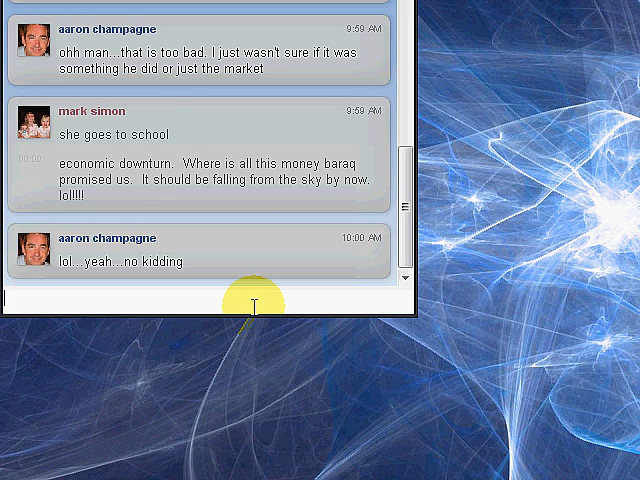 aaron champagne 9:59 AM
ohh man...that is too bad. I just wasn't sure if it was
something he did or just the market
mark simon 9:59 AM
she goes to school
00:00
economic downturn. Where is all this money baraq
promised us. It should be falling from the sky by now.
lol!!!!
aaron champagne 10:00 AM
lol...yeah...no kidding